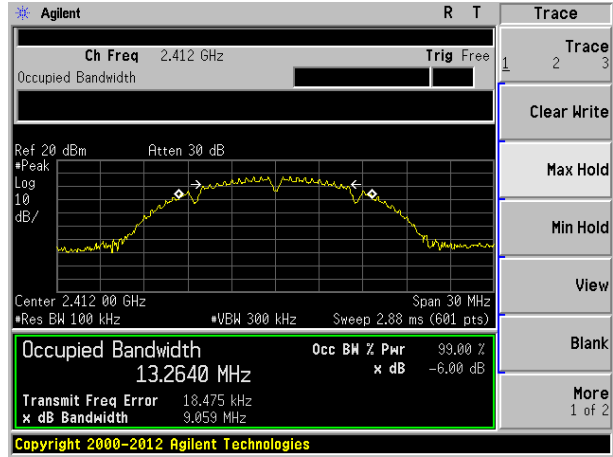 Agilent R T
Trace
Ch Freq 2.412 GHz Trig Free
Occupied Bandwidth
Trace
1 2 3
Clear Write
Max Hold
Min Hold
View
Blank
More
1 of 2
Ref 20 dBm Atten 30 dB
#Peak
Log
10
dB/
Center 2.412 00 GHz Span 30 MHz
#Res BW 100 kHz #VBW 300 kHz Sweep 2.88 ms (601 pts)
Occupied Bandwidth Occ BW % Pwr 99.00 %
13.2640 MHz x dB -6.00 dB
Transmit Freq Error 18.475 kHz
x dB Bandwidth 9.059 MHz
Copyright 2000-2012 Agilent Technologies